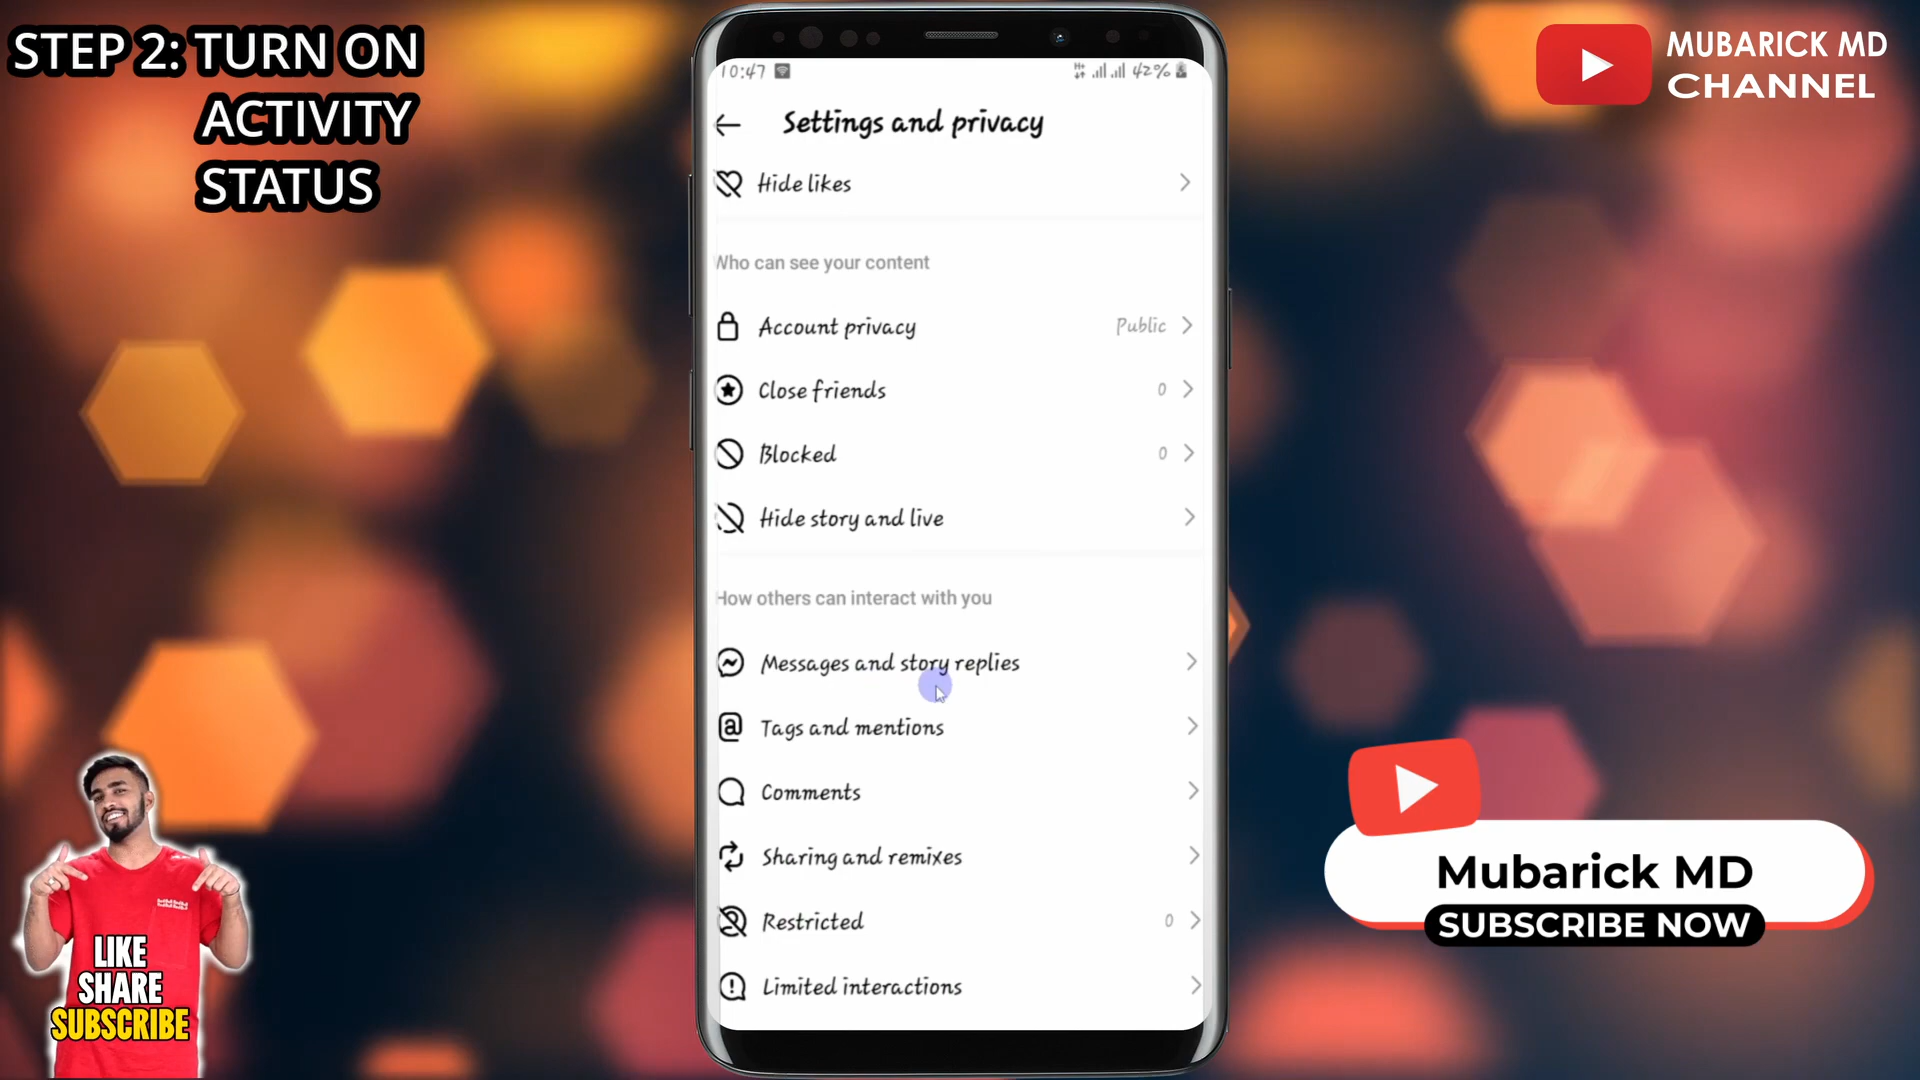 STEP 2: TURN ON
ACTIVITY
STATUS
MUBARICK MD
CHANNEL
10:47
42%
Settings and privacy
Hide likes
Who can see your content
Account privacy Public
Close friends 0
Blocked 0
Hide story and live
How others can interact with you
Messages and story replies
Tags and mentions
Comments
Sharing and remixes
Restricted 0
Limited interactions
LIKE
SHARE
SUBSCRIBE
Mubarick MD
SUBSCRIBE NOW